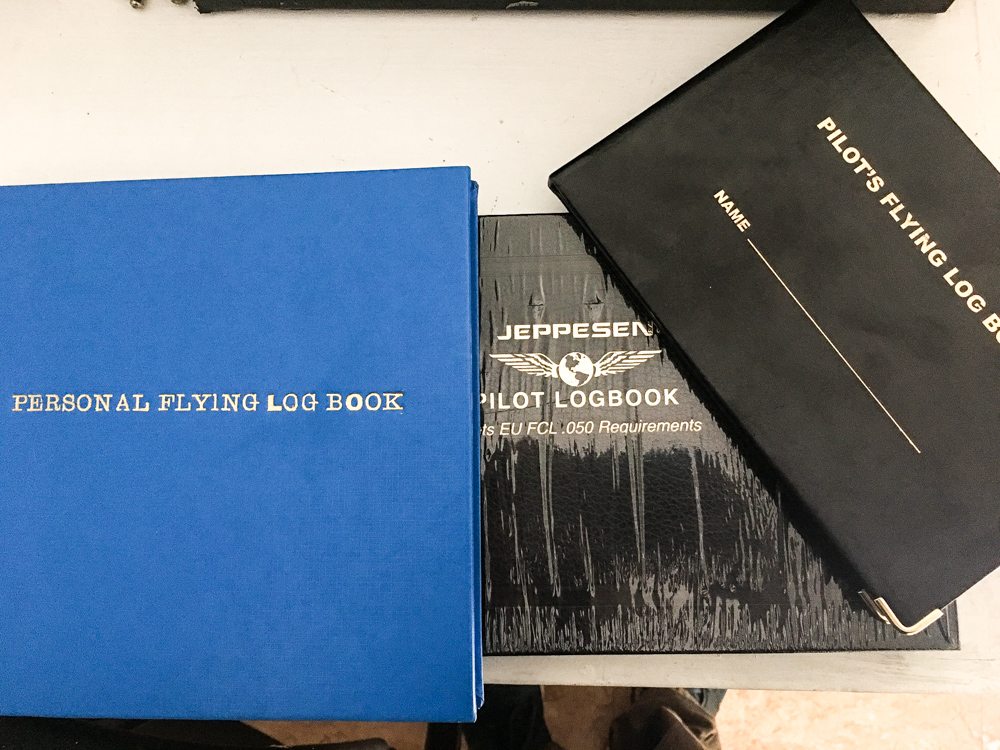 PERSONAL FLYING LOG BOOK
JEPPESEN
PILOT LOGBOOK
EU FCL .050 Requirements
PILOT'S FLYING LOG
NAME